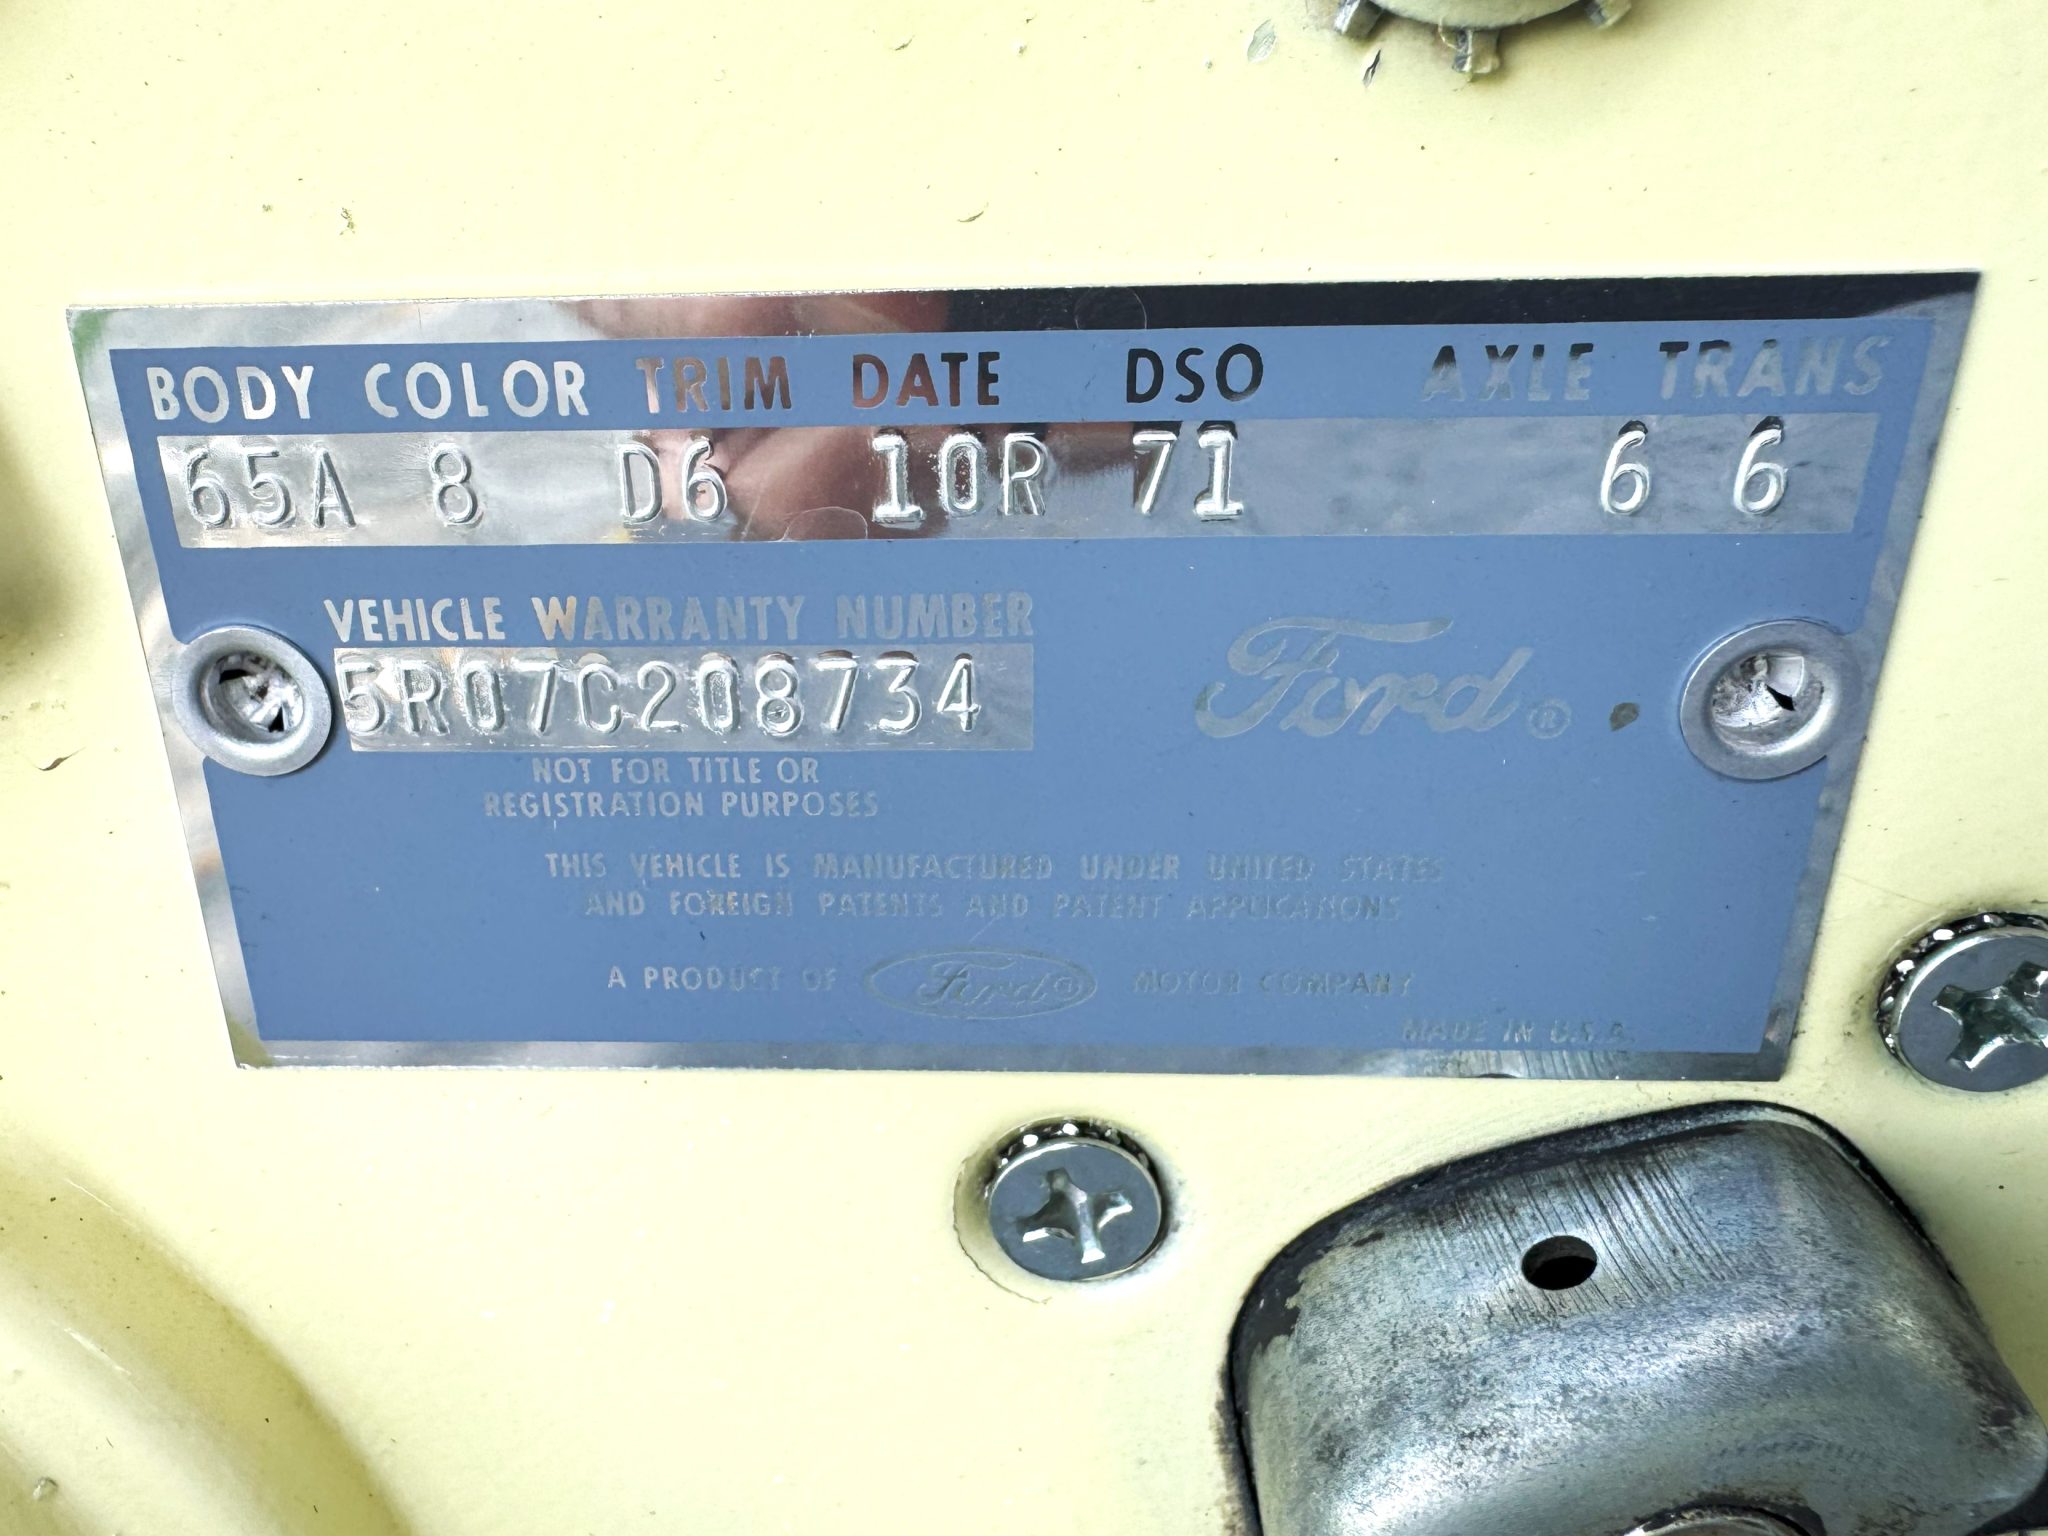 BODY COLOR TRIM DATE DSO AXLE TRANS
65A 8 D6 10R 71 6 6
VEHICLE WARRANTY NUMBER
5R07C208734
Ford®
NOT FOR TITLE OR
REGISTRATION PURPOSES
THIS VEHICLE IS MANUFACTURED UNDER UNITED STATES
AND FOREIGN PATENTS AND PATENT APPLICATIONS
A PRODUCT OF Ford® MOTOR COMPANY
MADE IN U.S.A.